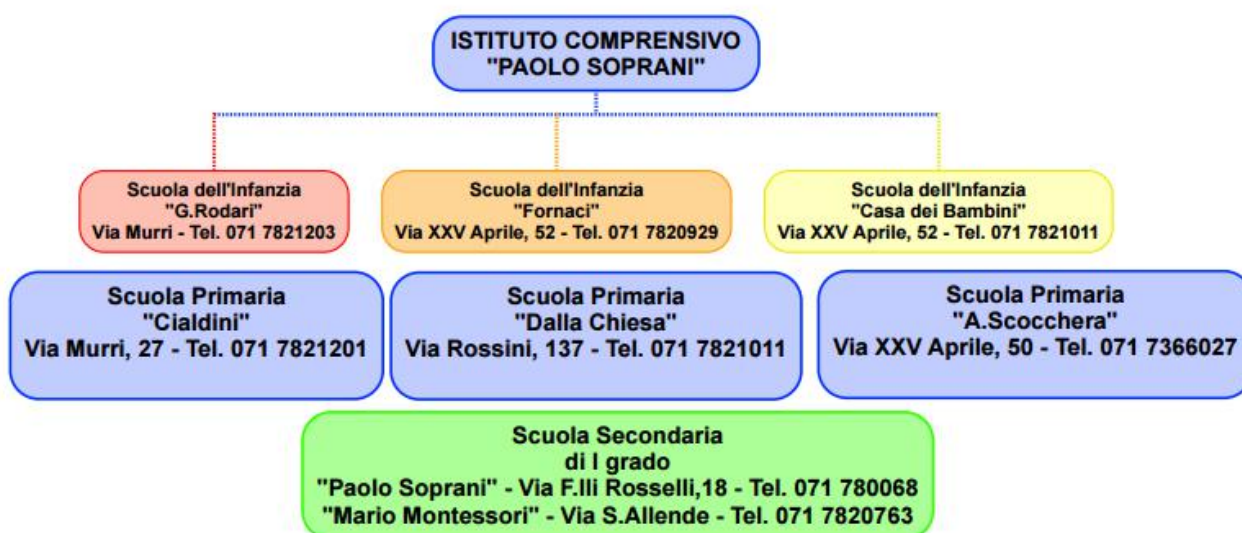 ISTITUTO COMPRENSIVO
"PAOLO SOPRANI"
Scuola dell'Infanzia
"G.Rodari"
Via Murri - Tel. 071 7821203
Scuola dell'Infanzia
"Fornaci"
Via XXV Aprile, 52 - Tel. 071 7820929
Scuola dell'Infanzia
"Casa dei Bambini"
Via XXV Aprile, 52 - Tel. 071 7821011
Scuola Primaria
"Cialdini"
Via Murri, 27 - Tel. 071 7821201
Scuola Primaria
"Dalla Chiesa"
Via Rossini, 137 - Tel. 071 7821011
Scuola Primaria
"A.Scocchera"
Via XXV Aprile, 50 - Tel. 071 7366027
Scuola Secondaria
di I grado
"Paolo Soprani" - Via F.lli Rosselli,18 - Tel. 071 780068
"Mario Montessori" - Via S.Allende - Tel. 071 7820763